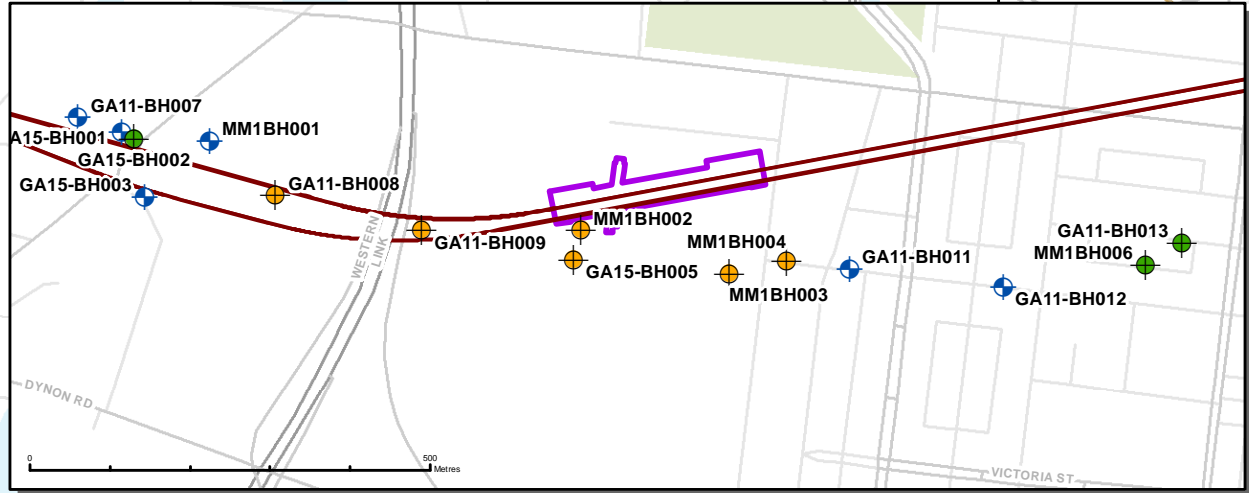 GA11-BH007
A15-BH001
MM1BH001
GA15-BH002
GA15-BH003
GA11-BH008
WESTERN
LINK
GA11-BH009
MM1BH002
GA15-BH005
MM1BH004
MM1BH003
GA11-BH011
GA11-BH013
MM1BH006
GA11-BH012
DYNON RD
0
500
Metres
VICTORIA ST